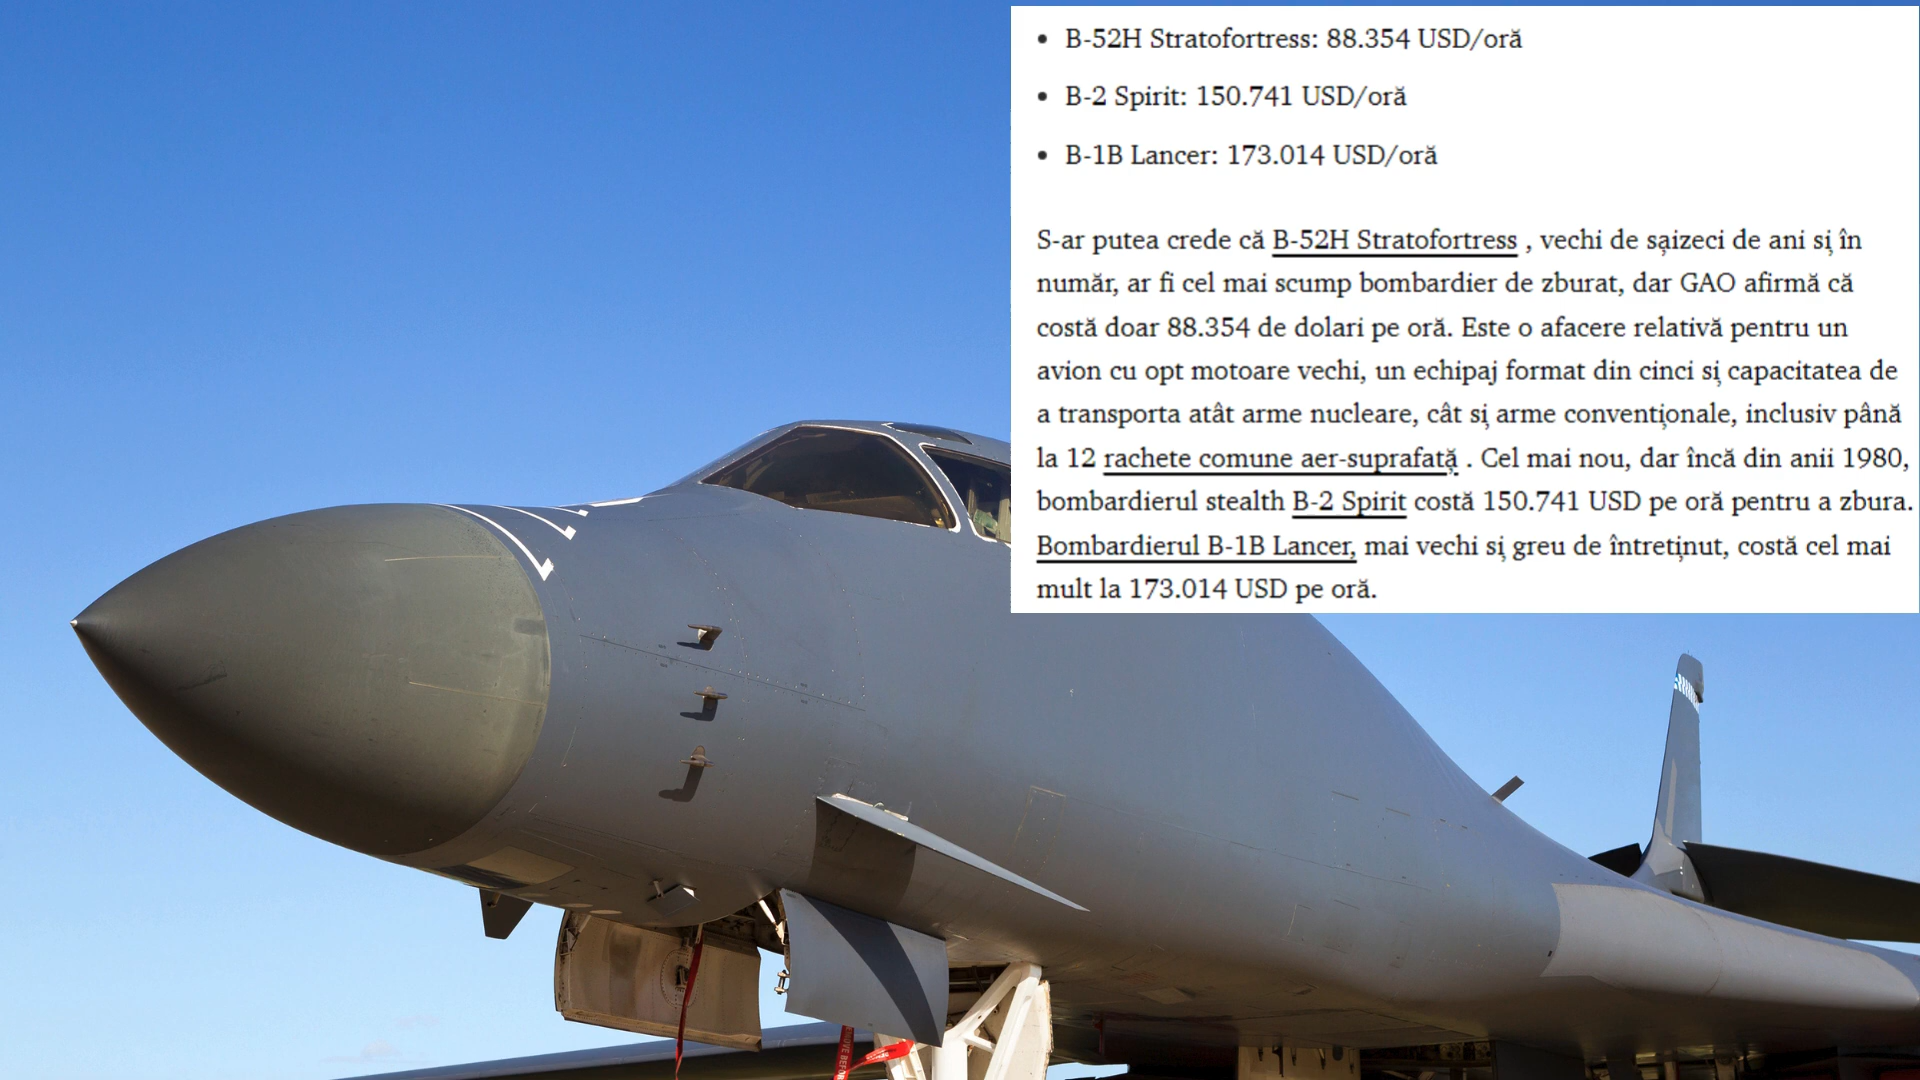 • B-52H Stratofortress: 88.354 USD/oră
• B-2 Spirit: 150.741 USD/oră
• B-1B Lancer: 173.014 USD/oră
S-ar putea crede că B-52H Stratofortress , vechi de șaizeci de ani și în
număr, ar fi cel mai scump bombardier de zburat, dar GAO afirmă că
costă doar 88.354 de dolari pe oră. Este o afacere relativă pentru un
avion cu opt motoare vechi, un echipaj format din cinci și capacitatea de
a transporta atât arme nucleare, cât și arme convenționale, inclusiv până
la 12 rachete comune aer-suprafață . Cel mai nou, dar încă din anii 1980,
bombardierul stealth B-2 Spirit costă 150.741 USD pe oră pentru a zbura.
Bombardierul B-1B Lancer, mai vechi și greu de întreținut, costă cel mai
mult la 173.014 USD pe oră.